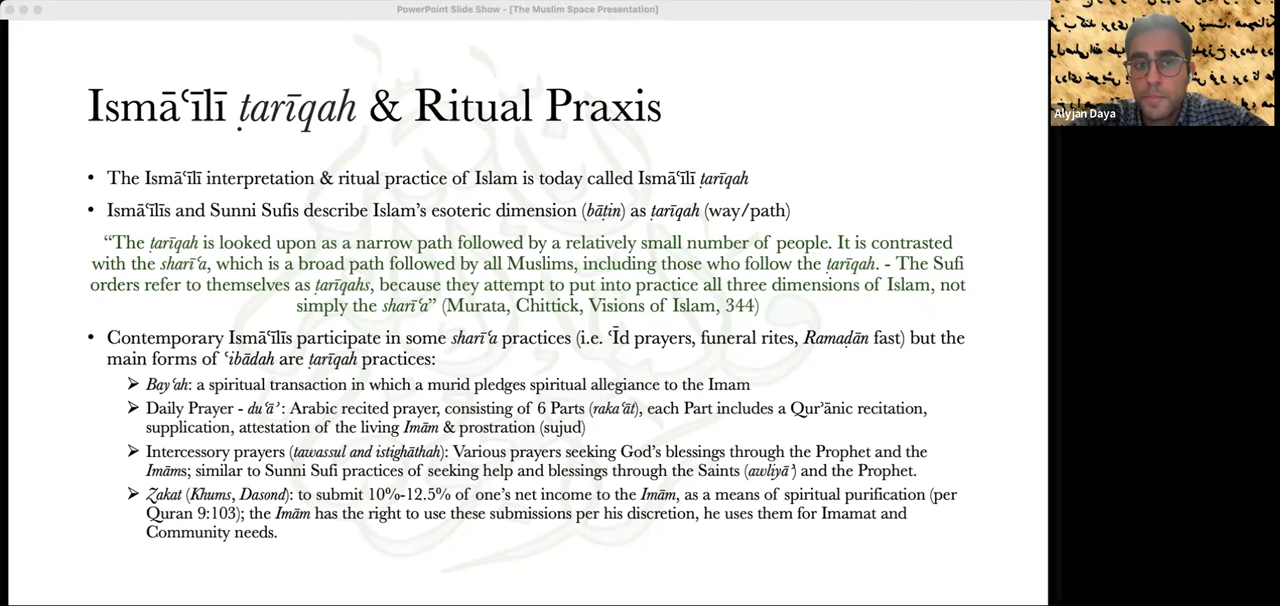 PowerPoint Slide Show - [The Muslim Space Presentation]
Ismāʿīlī ṭarīqah & Ritual Praxis
• The Ismāʿīlī interpretation & ritual practice of Islam is today called Ismāʿīlī ṭarīqah
• Ismāʿīlīs and Sunni Sufis describe Islam’s esoteric dimension (bāṭin) as ṭarīqah (way/path)
“The ṭarīqah is looked upon as a narrow path followed by a relatively small number of people. It is contrasted
with the sharīʿa, which is a broad path followed by all Muslims, including those who follow the ṭarīqah. - The Sufi
orders refer to themselves as ṭarīqahs, because they attempt to put into practice all three dimensions of Islam, not
simply the sharīʿa” (Murata, Chittick, Visions of Islam, 344)
• Contemporary Ismāʿīlīs participate in some sharīʿa practices (i.e. ʿĪd prayers, funeral rites, Ramaḍān fast) but the
main forms of ʿibādah are ṭarīqah practices:
➢ Bayʿah: a spiritual transaction in which a murid pledges spiritual allegiance to the Imam
➢ Daily Prayer - duʿāʾ: Arabic recited prayer, consisting of 6 Parts (rakaʿāt), each Part includes a Qurʾānic recitation,
supplication, attestation of the living Imām & prostration (sujud)
➢ Intercessory prayers (tawassul and istighāthah): Various prayers seeking God’s blessings through the Prophet and the
Imāms; similar to Sunni Sufi practices of seeking help and blessings through the Saints (awliyāʾ) and the Prophet.
➢ Zakat (Khums, Dasond): to submit 10%-12.5% of one’s net income to the Imām, as a means of spiritual purification (per
Quran 9:103); the Imām has the right to use these submissions per his discretion, he uses them for Imamat and
Community needs.
Alyjan Daya